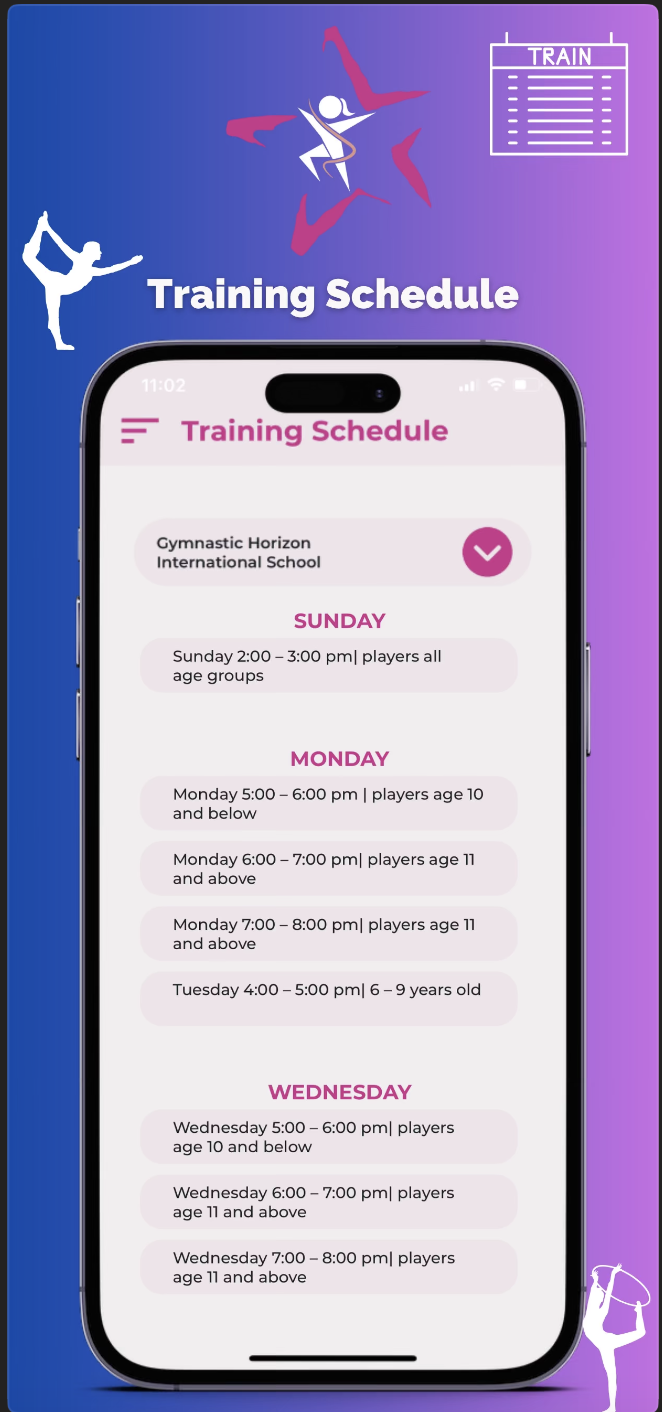 TRAIN
Training Schedule
11:02
Training Schedule
Gymnastic Horizon
International School
SUNDAY
Sunday 2:00 – 3:00 pm| players all
age groups
MONDAY
Monday 5:00 – 6:00 pm | players age 10
and below
Monday 6:00 – 7:00 pm| players age 11
and above
Monday 7:00 – 8:00 pm| players age 11
and above
Tuesday 4:00 – 5:00 pm| 6 – 9 years old
WEDNESDAY
Wednesday 5:00 – 6:00 pm| players
age 10 and below
Wednesday 6:00 – 7:00 pm| players
age 11 and above
Wednesday 7:00 – 8:00 pm| players
age 11 and above